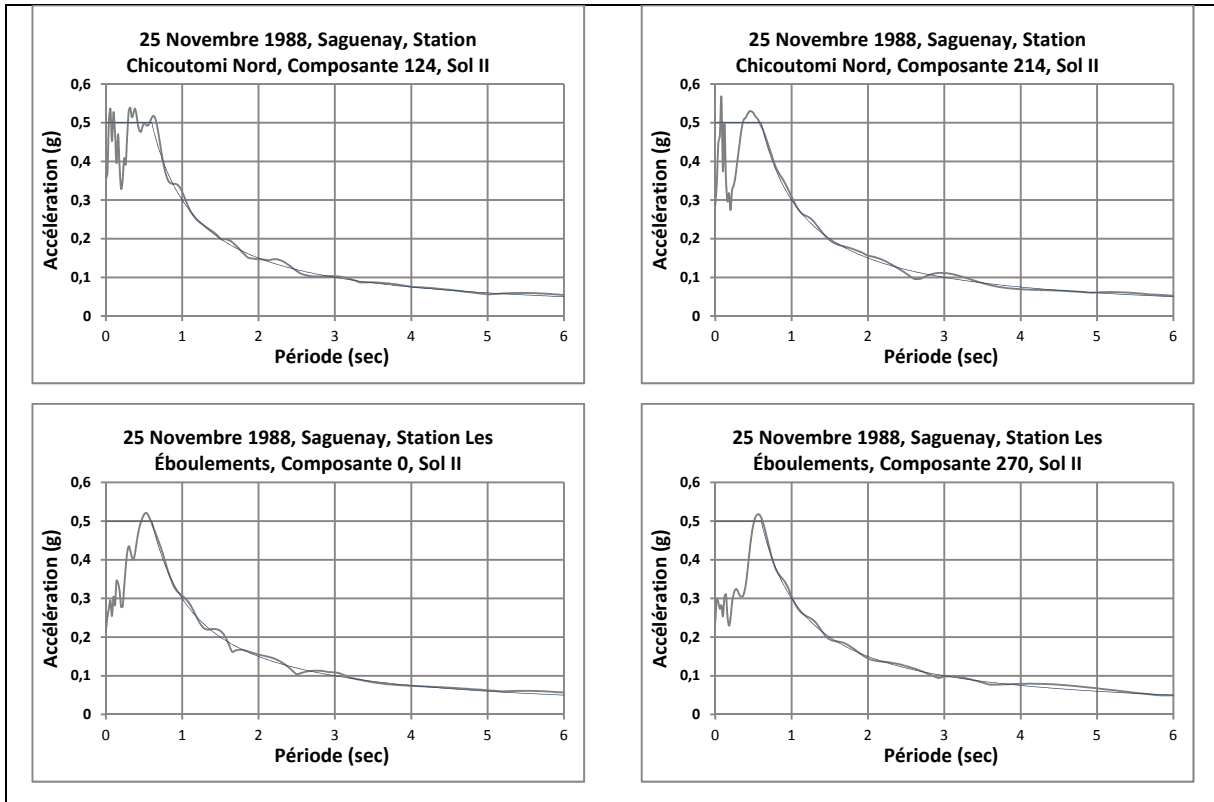 25 Novembre 1988, Saguenay, Station
Chicoutomi Nord, Composante 124, Sol II
0,6
0,5
0,4
0,3
0,2
0,1
0
Accélération (g)
0 1 2 3 4 5 6
Période (sec)
25 Novembre 1988, Saguenay, Station
Chicoutomi Nord, Composante 214, Sol II
0,6
0,5
0,4
0,3
0,2
0,1
0
Accélération (g)
0 1 2 3 4 5 6
Période (sec)
25 Novembre 1988, Saguenay, Station Les
Éboulements, Composante 0, Sol II
0,6
0,5
0,4
0,3
0,2
0,1
0
Accélération (g)
0 1 2 3 4 5 6
Période (sec)
25 Novembre 1988, Saguenay, Station Les
Éboulements, Composante 270, Sol II
0,6
0,5
0,4
0,3
0,2
0,1
0
Accélération (g)
0 1 2 3 4 5 6
Période (sec)